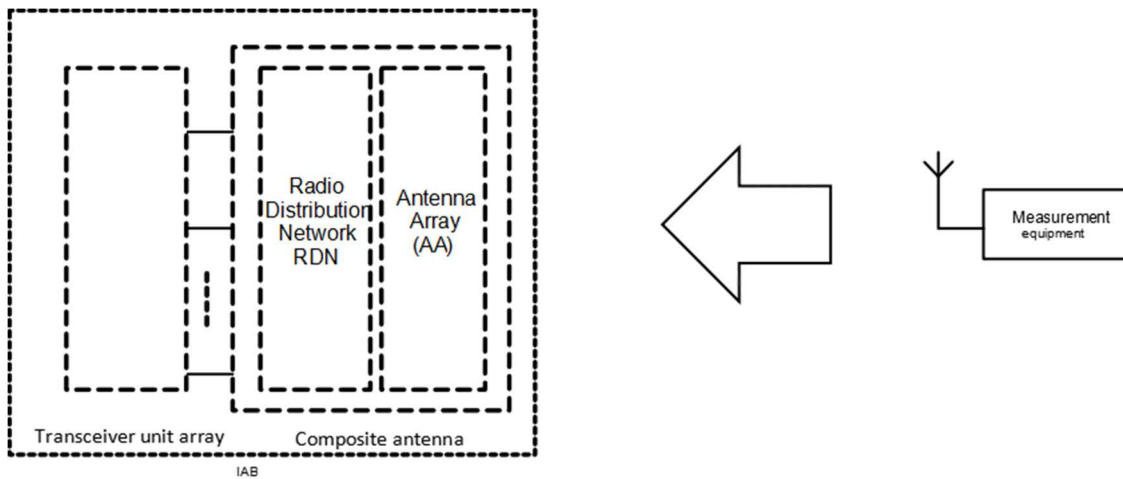 Radio
Distribution
Network
RDN
Antenna
Array
(AA)
Measurement
equipment
Transceiver unit array
Composite antenna
IAB